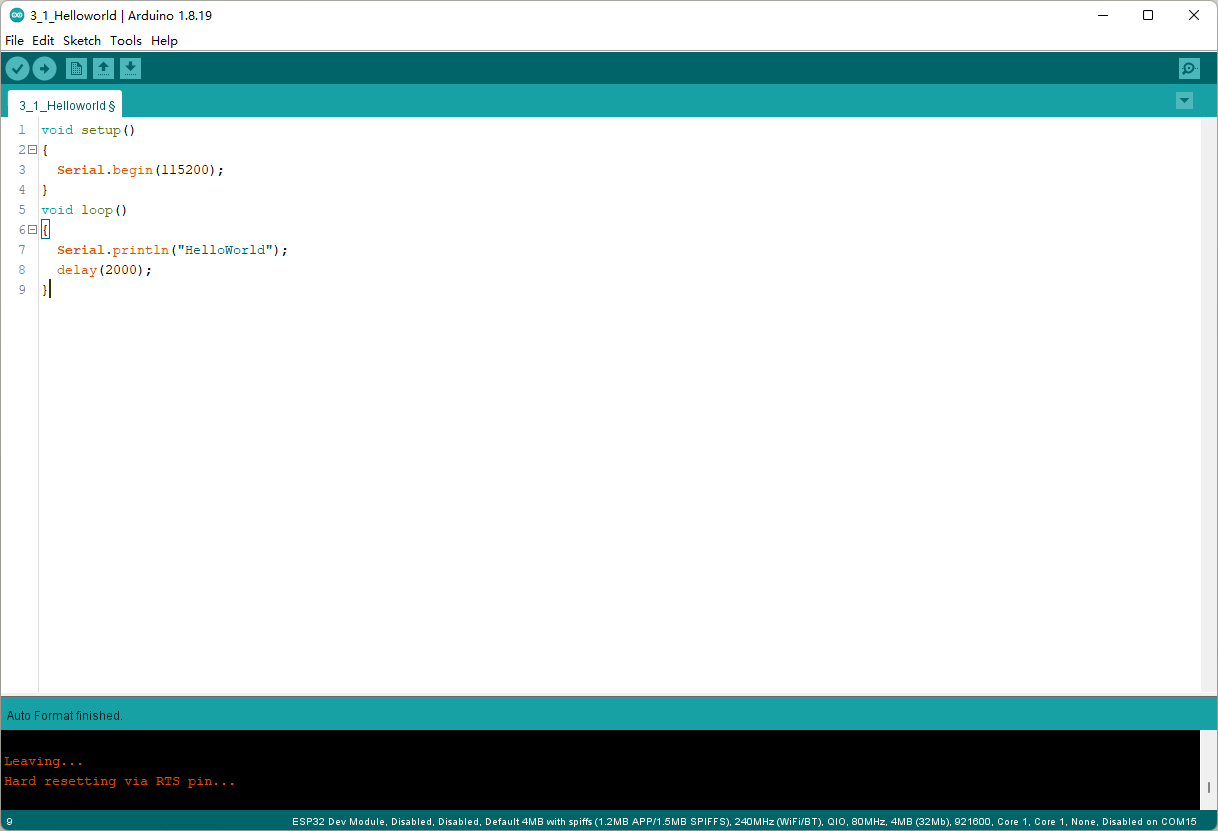 3_1_Helloworld | Arduino 1.8.19
File Edit Sketch Tools Help
3_1_Helloworld §
1 void setup()
2 {
3   Serial.begin(115200);
4 }
5 void loop()
6 {
7   Serial.println("HelloWorld");
8   delay(2000);
9 }
Auto Format finished.
Leaving...
Hard resetting via RTS pin...
9 ESP32 Dev Module, Disabled, Disabled, Default 4MB with spiffs (1.2MB APP/1.5MB SPIFFS), 240MHz (WiFi/BT), QIO, 80MHz, 4MB (32Mb), 921600, Core 1, Core 1, None, Disabled on COM15